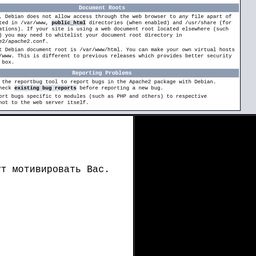 Document Roots
, Debian does not allow access through the web browser to any file apart of
ted in /var/www, public_html directories (when enabled) and /usr/share (for
ations). If your site is using a web document root located elsewhere (such
) you may need to whitelist your document root directory in
e2/apache2.conf.
t Debian document root is /var/www/html. You can make your own virtual hosts
/www. This is different to previous releases which provides better security
box.
Reporting Problems
the reportbug tool to report bugs in the Apache2 package with Debian.
check existing bug reports before reporting a new bug.
ort bugs specific to modules (such as PHP and others) to respective
not to the web server itself.
т мотивировать Вас.